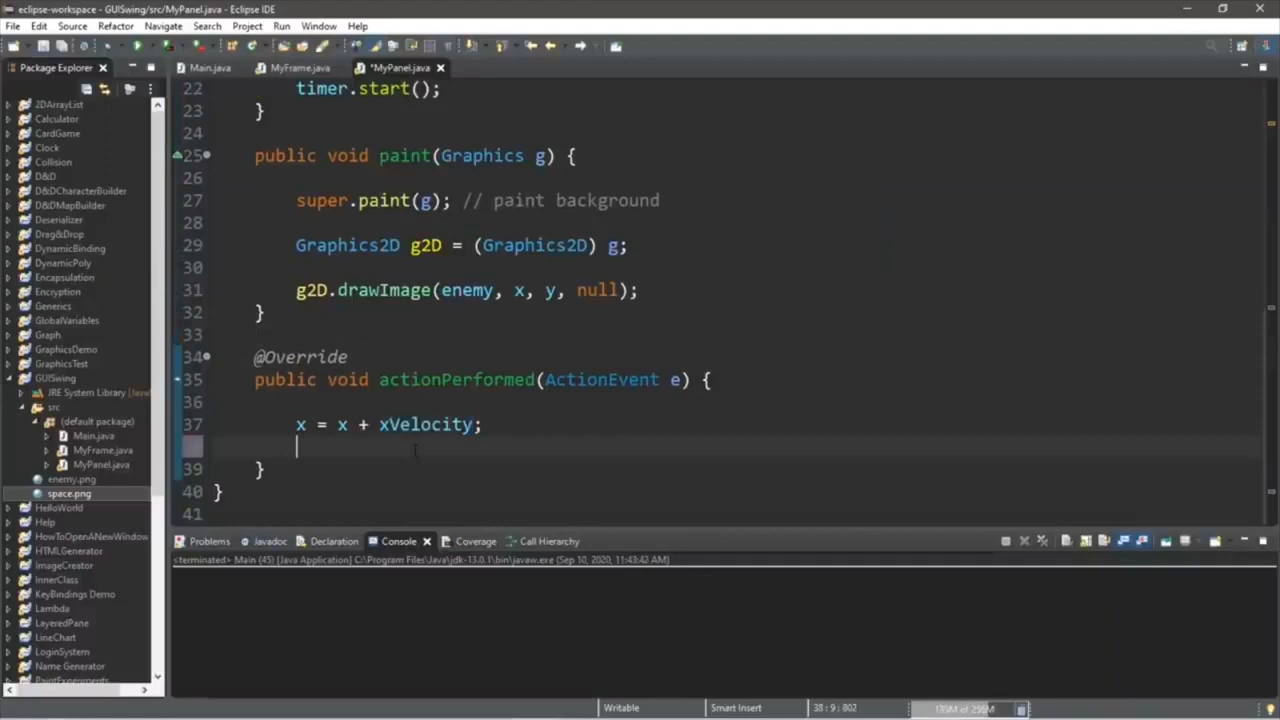 eclipse-workspace - GUISwing/src/MyPanel.java - Eclipse IDE
File Edit Source Refactor Navigate Search Project Run Window Help
Package Explorer
Main.java MyFrame.java *MyPanel.java
2DArrayList
Calculator
CardGame
Clock
Collision
D&D
D&DCharacterBuilder
D&DMapBuilder
Deserializer
Drag&Drop
DynamicBinding
DynamicPoly
Encapsulation
Encryption
Generics
GlobalVariables
Graph
GraphicsDemo
GraphicsTest
GUISwing
JRE System Library [Java
src
(default package)
Main.java
MyFrame.java
MyPanel.java
enemy.png
space.png
HelloWorld
Help
HowToOpenANewWindow
HTMLGenerator
ImageCreator
InnerClass
KeyBindings Demo
Lambda
LayeredPane
LineChart
LoginSystem
Name Generator
PaintExperiments
22 timer.start();
23 }
24
25 public void paint(Graphics g) {
26
27 super.paint(g); // paint background
28
29 Graphics2D g2D = (Graphics2D) g;
30
31 g2D.drawImage(enemy, x, y, null);
32 }
33
34 @Override
35 public void actionPerformed(ActionEvent e) {
36
37 x = x + xVelocity;
39 }
40 }
41
Problems Javadoc Declaration Console Coverage Call Hierarchy
<terminated> Main (45) [Java Application] C:\Program Files\Java\jdk-13.0.1\bin\javaw.exe (Sep 10, 2020, 11:43:42 AM)
Writable Smart Insert 38 : 9 : 802